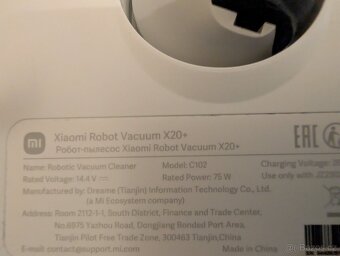 mi
Xiaomi Robot Vacuum X20+
Робот-пылесос Xiaomi Robot Vacuum X20+
EAC
Name: Robotic Vacuum Cleaner Model: C102 Charging Voltage:
Rated Voltage: 14.4 V Rated Power: 75 W Use only with
Manufactured by: Dreame (Tianjin) Information Technology Co., Ltd.
(a Mi Ecosystem company)
Address: Room 2112-1-1, South District, Finance and Trade Center,
No.6975 Yazhou Road, Dongjiang Bonded Port Area,
Tianjin Pilot Free Trade Zone, 300463 Tianjin, China
E-mail: contact@support.mi.com Made in China